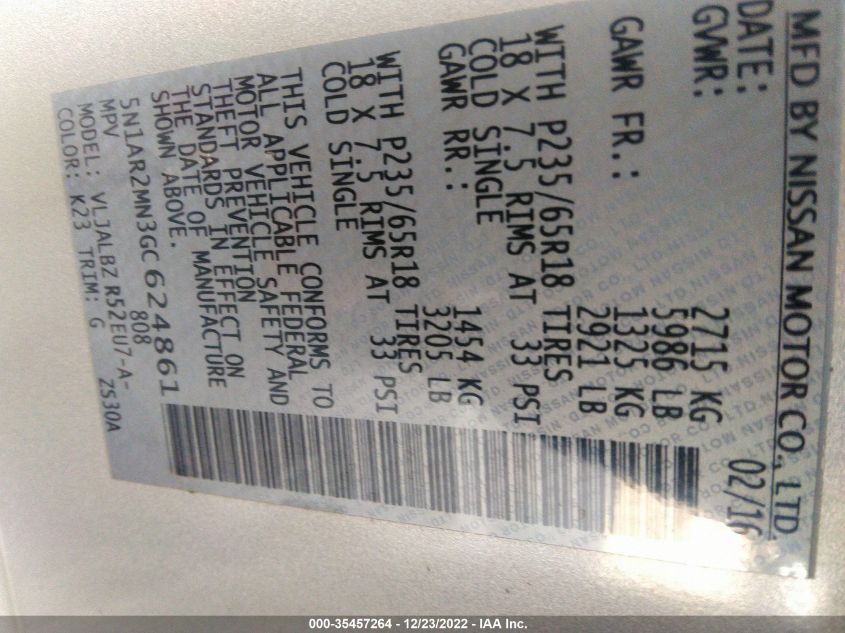 MFD BY NISSAN MOTOR CO., LTD.
DATE: 02/16
GVWR: 2715 KG
5986 LB
GAWR FR.: 1325 KG
2921 LB
WITH P235/65R18 TIRES
18 X 7.5 RIMS AT 33 PSI
COLD SINGLE
GAWR RR.: 1454 KG
3205 LB
WITH P235/65R18 TIRES
18 X 7.5 RIMS AT 33 PSI
COLD SINGLE
THIS VEHICLE CONFORMS TO
ALL APPLICABLE FEDERAL
MOTOR VEHICLE SAFETY AND
THEFT PREVENTION
STANDARDS IN EFFECT ON
THE DATE OF MANUFACTURE
SHOWN ABOVE.
5N1AR2MN3GC624861
MPV 808
MODEL: VLJALBZ R52EU7-A-
COLOR: K23 TRIM: G ZS30A
000-35457264 - 12/23/2022 - IAA Inc.